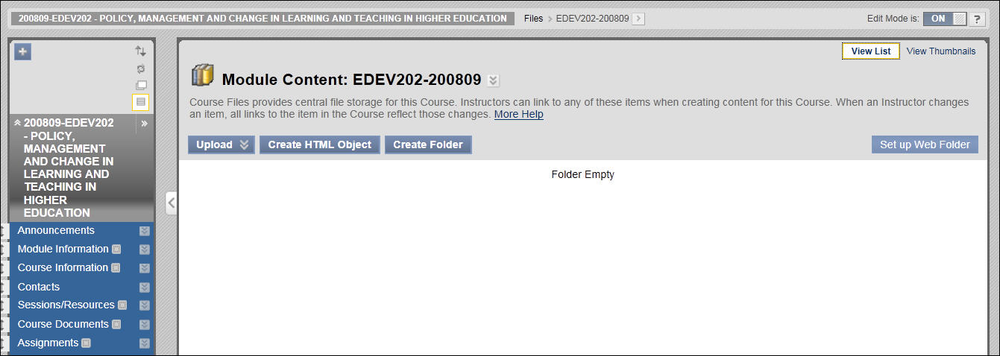 200809-EDEV202 - POLICY, MANAGEMENT AND CHANGE IN LEARNING AND TEACHING IN HIGHER EDUCATION Files > EDEV202-200809 > Edit Mode is: ON ?
200809-EDEV202
- POLICY,
MANAGEMENT
AND CHANGE IN
LEARNING AND
TEACHING IN
HIGHER
EDUCATION
Announcements
Module Information
Course Information
Contacts
Sessions/Resources
Course Documents
Assignments
View List View Thumbnails
Module Content: EDEV202-200809
Course Files provides central file storage for this Course. Instructors can link to any of these items when creating content for this Course. When an Instructor changes
an item, all links to the item in the Course reflect those changes. More Help
Upload Create HTML Object Create Folder Set up Web Folder
Folder Empty